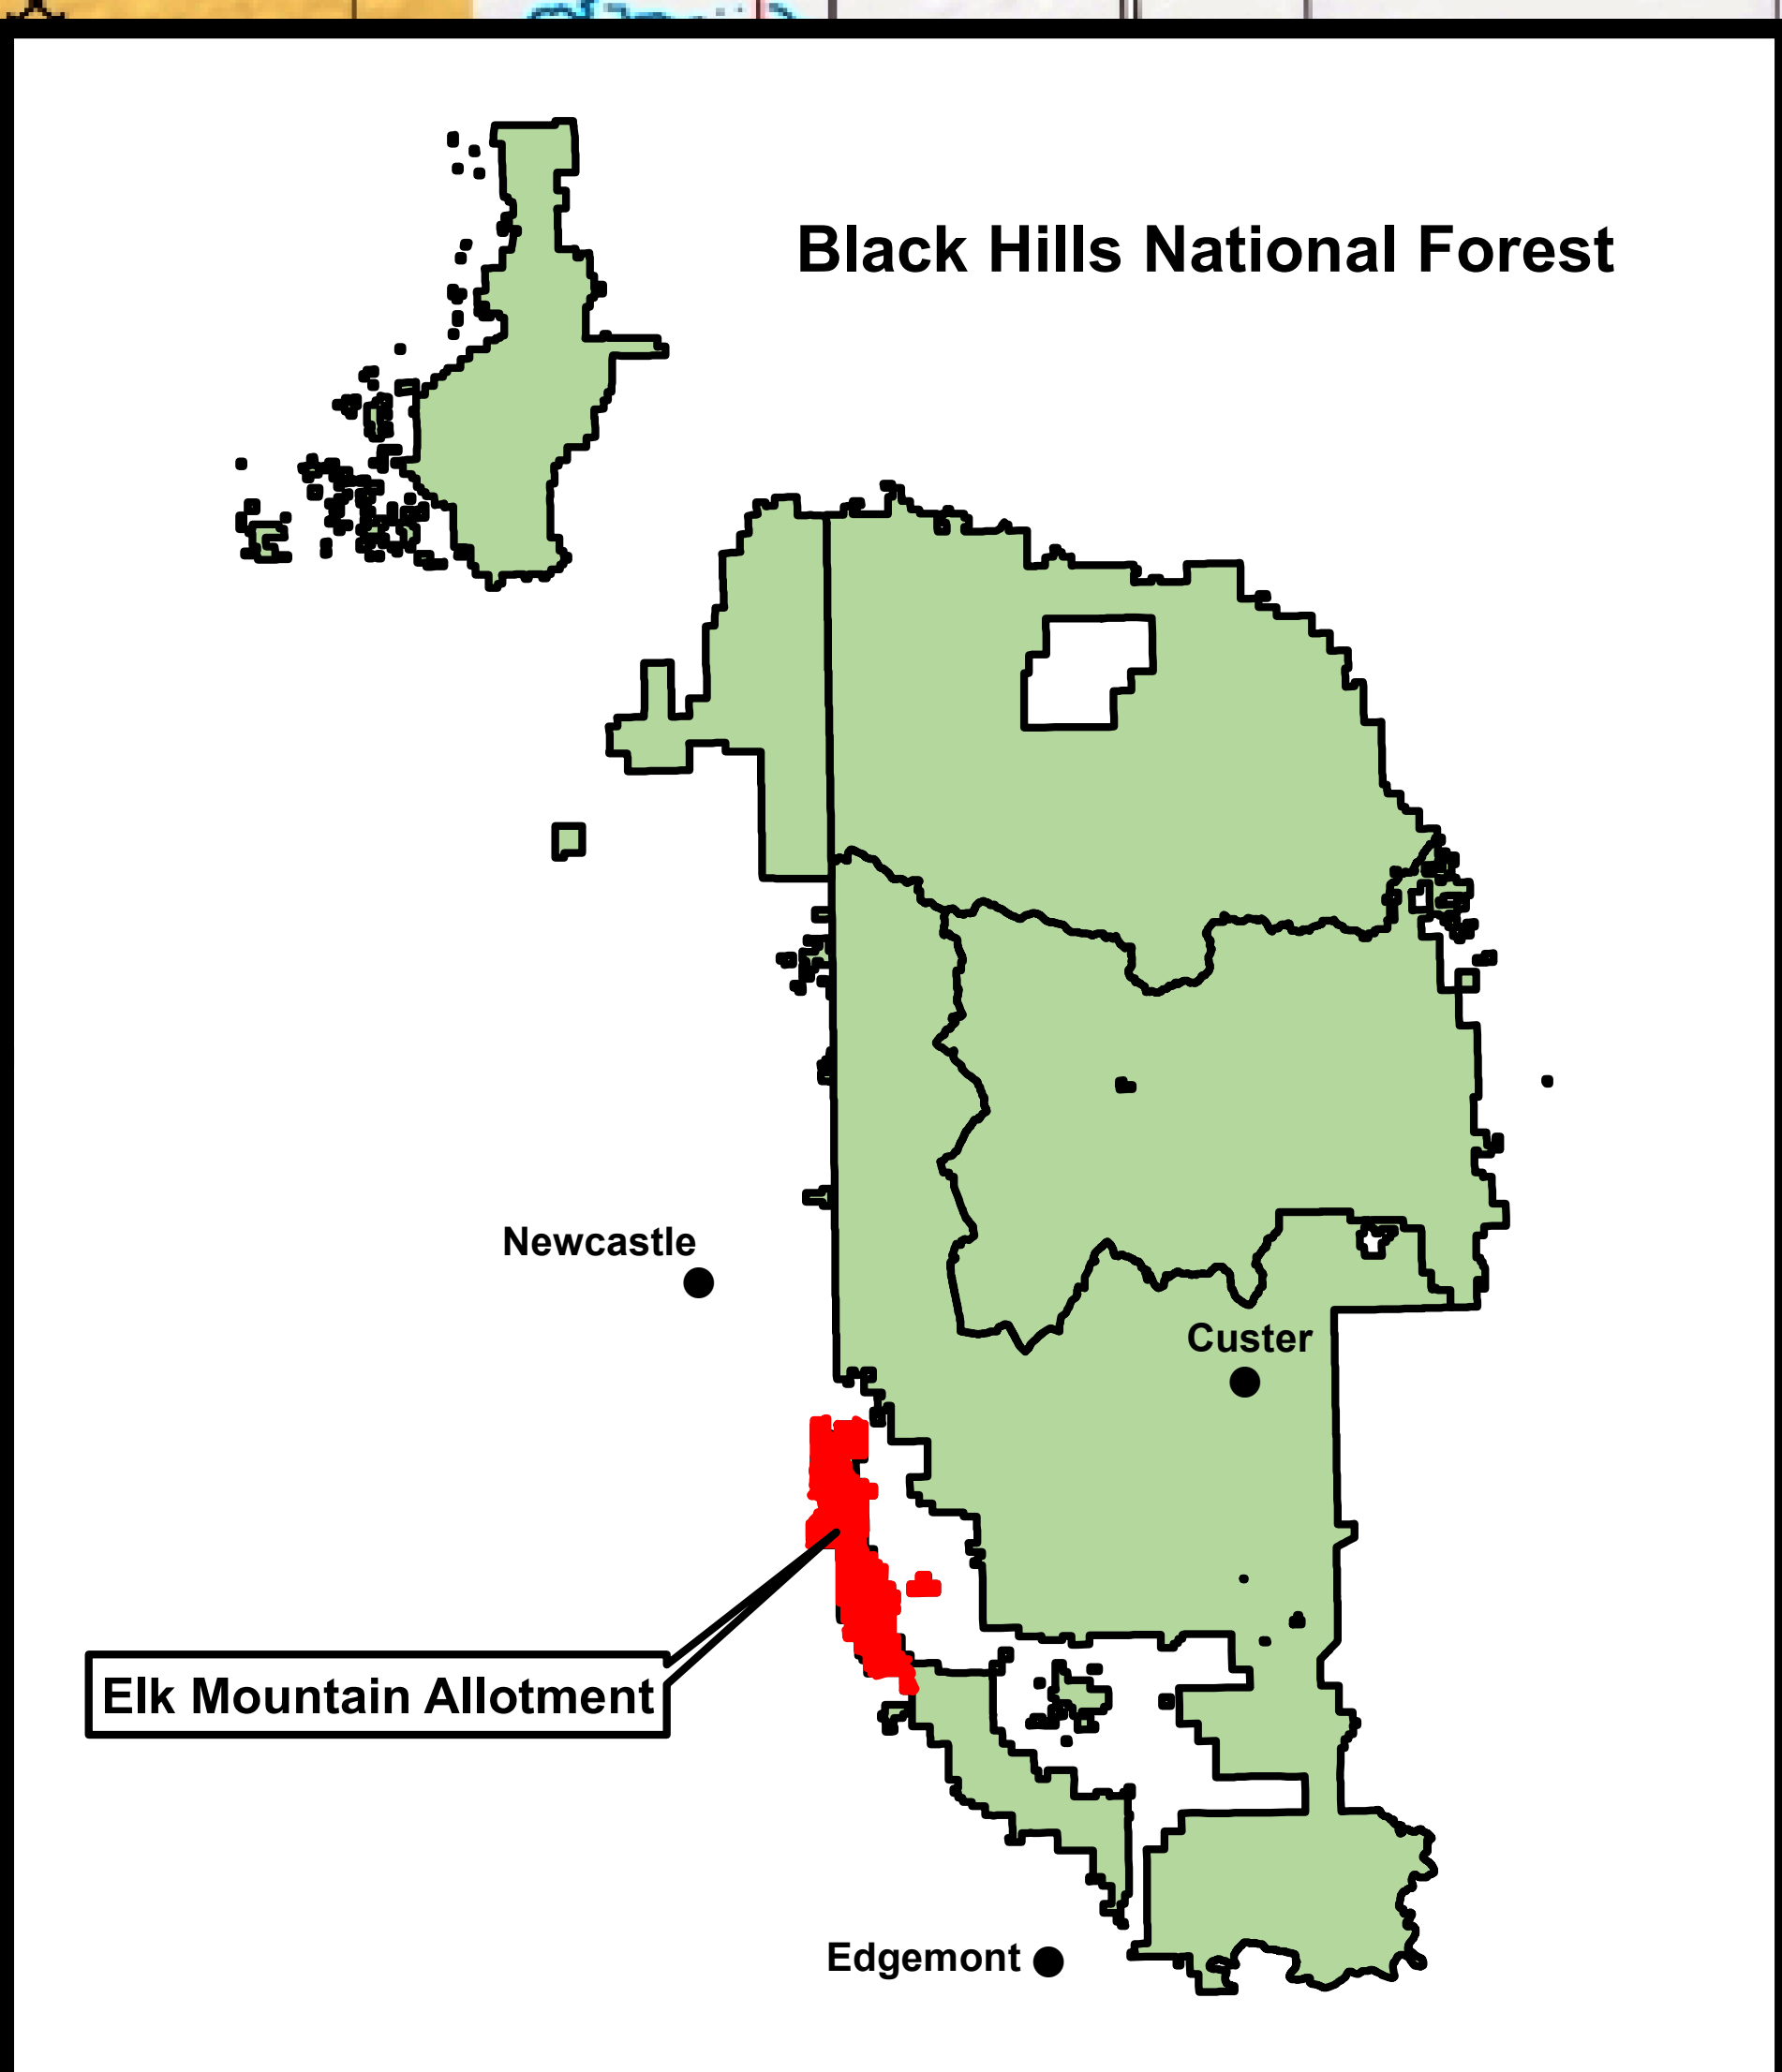 Black Hills National Forest
Newcastle
Custer
Elk Mountain Allotment
Edgemont